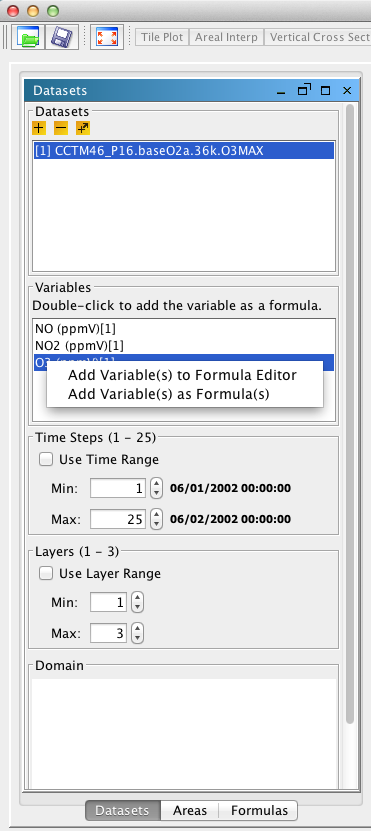 Tile Plot Areal Interp Vertical Cross Sect
Datasets
Datasets
[1] CCTM46_P16.baseO2a.36k.O3MAX
Variables
Double-click to add the variable as a formula.
NO (ppmV)[1]
NO2 (ppmV)[1]
O3 (ppmV)[1]
Add Variable(s) to Formula Editor
Add Variable(s) as Formula(s)
Time Steps (1 - 25)
Use Time Range
Min: 1 06/01/2002 00:00:00
Max: 25 06/02/2002 00:00:00
Layers (1 - 3)
Use Layer Range
Min: 1
Max: 3
Domain
Datasets Areas Formulas